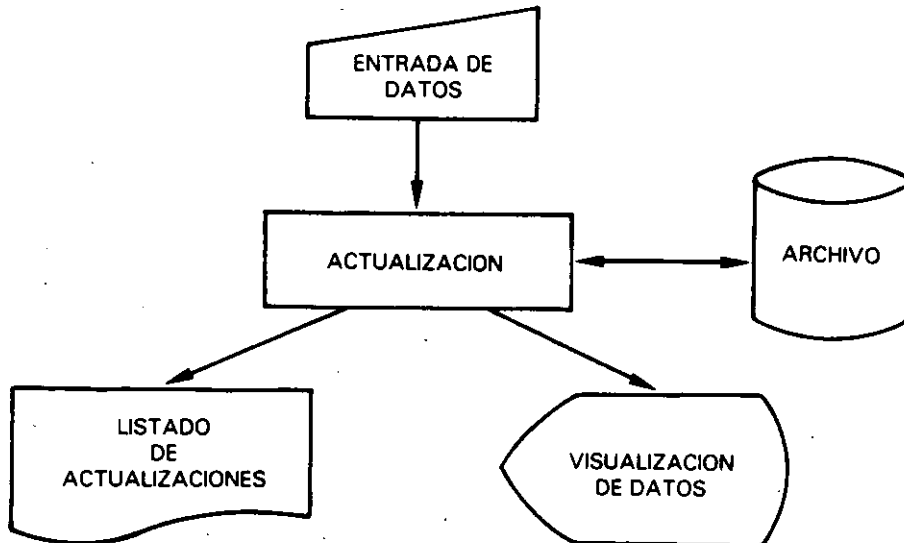 ENTRADA DE
DATOS
ACTUALIZACION
ARCHIVO
LISTADO
DE
ACTUALIZACIONES
VISUALIZACION
DE DATOS